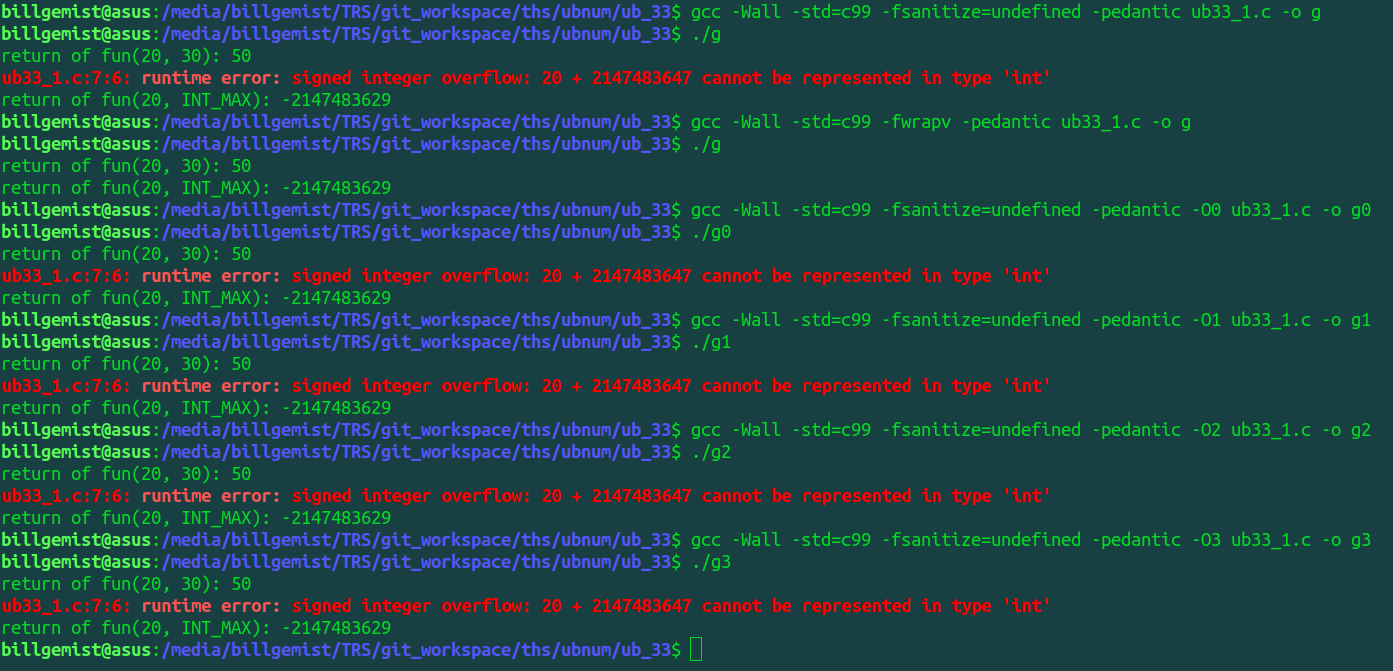 billgemist@asus:/media/billgemist/TRS/git_workspace/ths/ubnum/ub_33$ gcc -Wall -std=c99 -fsanitize=undefined -pedantic ub33_1.c -o g
billgemist@asus:/media/billgemist/TRS/git_workspace/ths/ubnum/ub_33$ ./g
return of fun(20, 30): 50
ub33_1.c:7:6: runtime error: signed integer overflow: 20 + 2147483647 cannot be represented in type 'int'
return of fun(20, INT_MAX): -2147483629
billgemist@asus:/media/billgemist/TRS/git_workspace/ths/ubnum/ub_33$ gcc -Wall -std=c99 -fwrapv -pedantic ub33_1.c -o g
billgemist@asus:/media/billgemist/TRS/git_workspace/ths/ubnum/ub_33$ ./g
return of fun(20, 30): 50
return of fun(20, INT_MAX): -2147483629
billgemist@asus:/media/billgemist/TRS/git_workspace/ths/ubnum/ub_33$ gcc -Wall -std=c99 -fsanitize=undefined -pedantic -O0 ub33_1.c -o g0
billgemist@asus:/media/billgemist/TRS/git_workspace/ths/ubnum/ub_33$ ./g0
return of fun(20, 30): 50
ub33_1.c:7:6: runtime error: signed integer overflow: 20 + 2147483647 cannot be represented in type 'int'
return of fun(20, INT_MAX): -2147483629
billgemist@asus:/media/billgemist/TRS/git_workspace/ths/ubnum/ub_33$ gcc -Wall -std=c99 -fsanitize=undefined -pedantic -O1 ub33_1.c -o g1
billgemist@asus:/media/billgemist/TRS/git_workspace/ths/ubnum/ub_33$ ./g1
return of fun(20, 30): 50
ub33_1.c:7:6: runtime error: signed integer overflow: 20 + 2147483647 cannot be represented in type 'int'
return of fun(20, INT_MAX): -2147483629
billgemist@asus:/media/billgemist/TRS/git_workspace/ths/ubnum/ub_33$ gcc -Wall -std=c99 -fsanitize=undefined -pedantic -O2 ub33_1.c -o g2
billgemist@asus:/media/billgemist/TRS/git_workspace/ths/ubnum/ub_33$ ./g2
return of fun(20, 30): 50
ub33_1.c:7:6: runtime error: signed integer overflow: 20 + 2147483647 cannot be represented in type 'int'
return of fun(20, INT_MAX): -2147483629
billgemist@asus:/media/billgemist/TRS/git_workspace/ths/ubnum/ub_33$ gcc -Wall -std=c99 -fsanitize=undefined -pedantic -O3 ub33_1.c -o g3
billgemist@asus:/media/billgemist/TRS/git_workspace/ths/ubnum/ub_33$ ./g3
return of fun(20, 30): 50
ub33_1.c:7:6: runtime error: signed integer overflow: 20 + 2147483647 cannot be represented in type 'int'
return of fun(20, INT_MAX): -2147483629
billgemist@asus:/media/billgemist/TRS/git_workspace/ths/ubnum/ub_33$